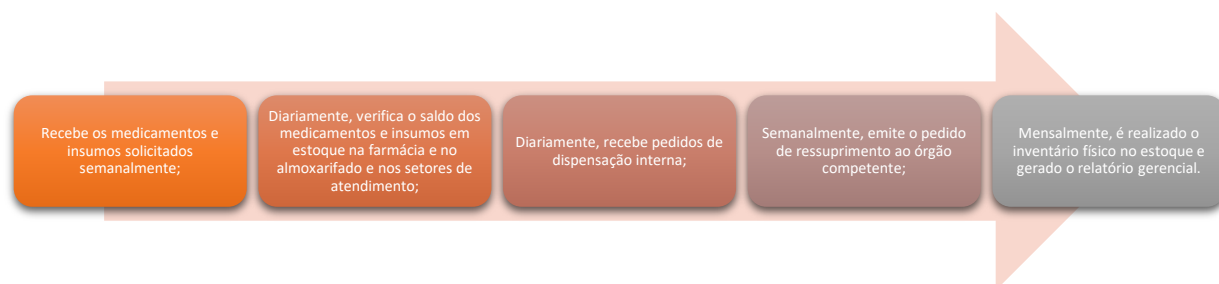 Recebe os medicamentos e
insumos solicitados
semanalmente;
Diariamente, verifica o saldo dos
medicamentos e insumos em
estoque na farmácia e no
almoxarifado e nos setores de
atendimento;
Diariamente, recebe pedidos de
dispensação interna;
Semanalmente, emite o pedido
de ressuprimento ao órgão
competente;
Mensalmente, é realizado o
inventário físico no estoque e
gerado o relatório gerencial.